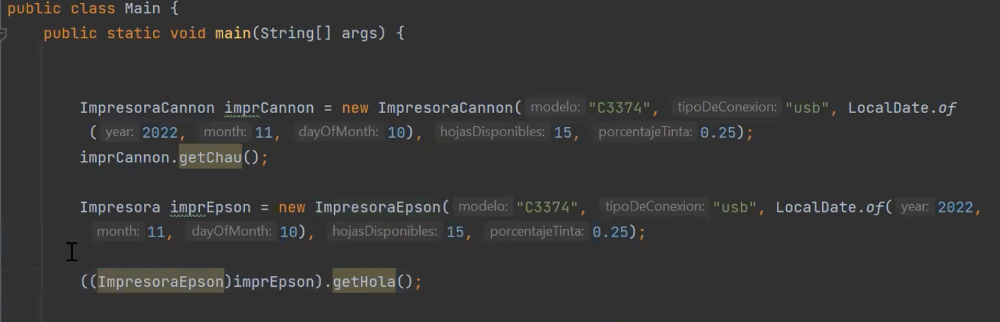 public class Main {
public static void main(String[] args) {
ImpresoraCannon imprCannon = new ImpresoraCannon( modelo: "C3374", tipoDeConexion: "usb", LocalDate.of
( year: 2022, month: 11, dayOfMonth: 10), hojasDisponibles: 15, porcentajeTinta: 0.25);
imprCannon.getChau();
Impresora imprEpson = new ImpresoraEpson( modelo: "C3374", tipoDeConexion: "usb", LocalDate.of( year: 2022,
month: 11, dayOfMonth: 10), hojasDisponibles: 15, porcentajeTinta: 0.25);
((ImpresoraEpson)imprEpson).getHola();